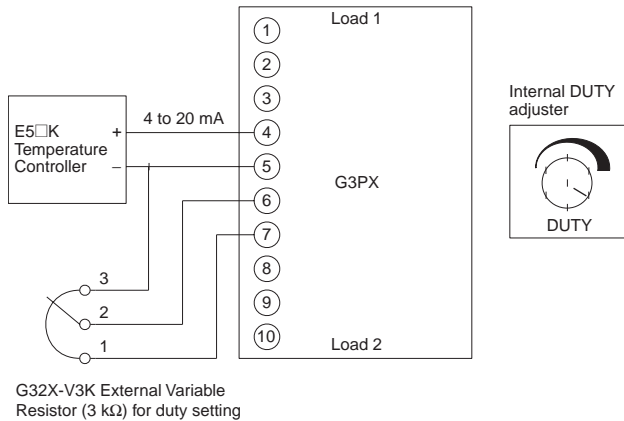 Load 1
1
2
3
4
5
6
7
8
9
10
G3PX
Load 2
E5□K
Temperature
Controller
+
–
4 to 20 mA
3
2
1
G32X-V3K External Variable
Resistor (3 kΩ) for duty setting
Internal DUTY
adjuster
DUTY